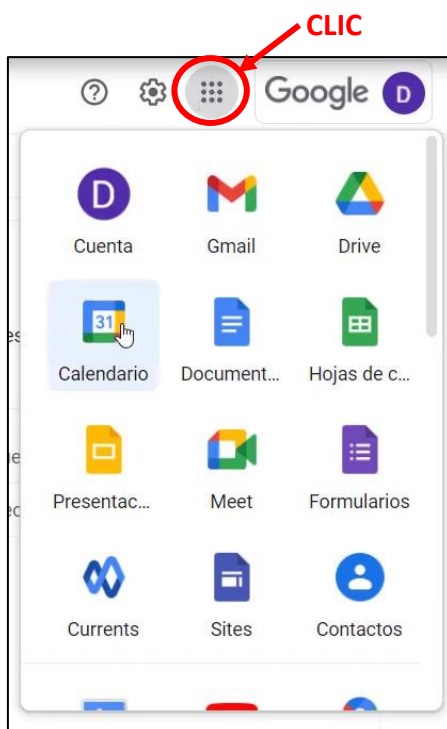 CLIC
Google D
D
Cuenta Gmail Drive
31
Calendario Document... Hojas de c...
Presentac... Meet Formularios
Currents Sites Contactos